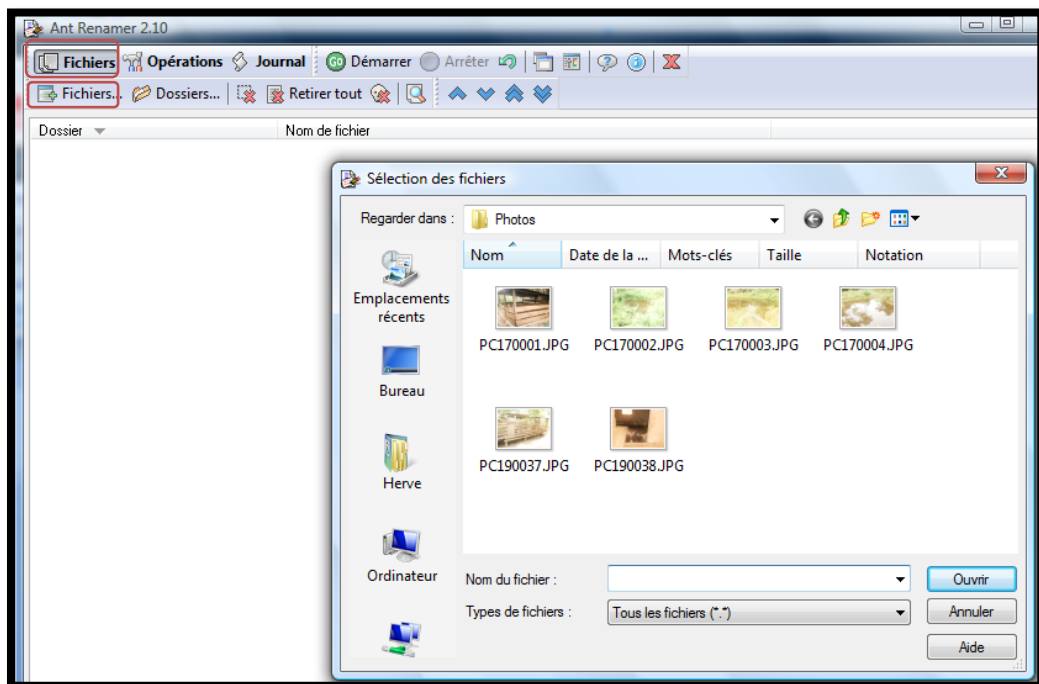 Ant Renamer 2.10
Fichiers Opérations Journal GO Démarrer Arrêter
Fichiers... Dossiers... Retirer tout
Dossier Nom de fichier
Sélection des fichiers
Regarder dans : Photos
Nom Date de la ... Mots-clés Taille Notation
Emplacements
récents
Bureau
Herve
Ordinateur
PC170001.JPG PC170002.JPG PC170003.JPG PC170004.JPG
PC190037.JPG PC190038.JPG
Nom du fichier : Ouvrir
Types de fichiers : Tous les fichiers (*.*) Annuler
Aide